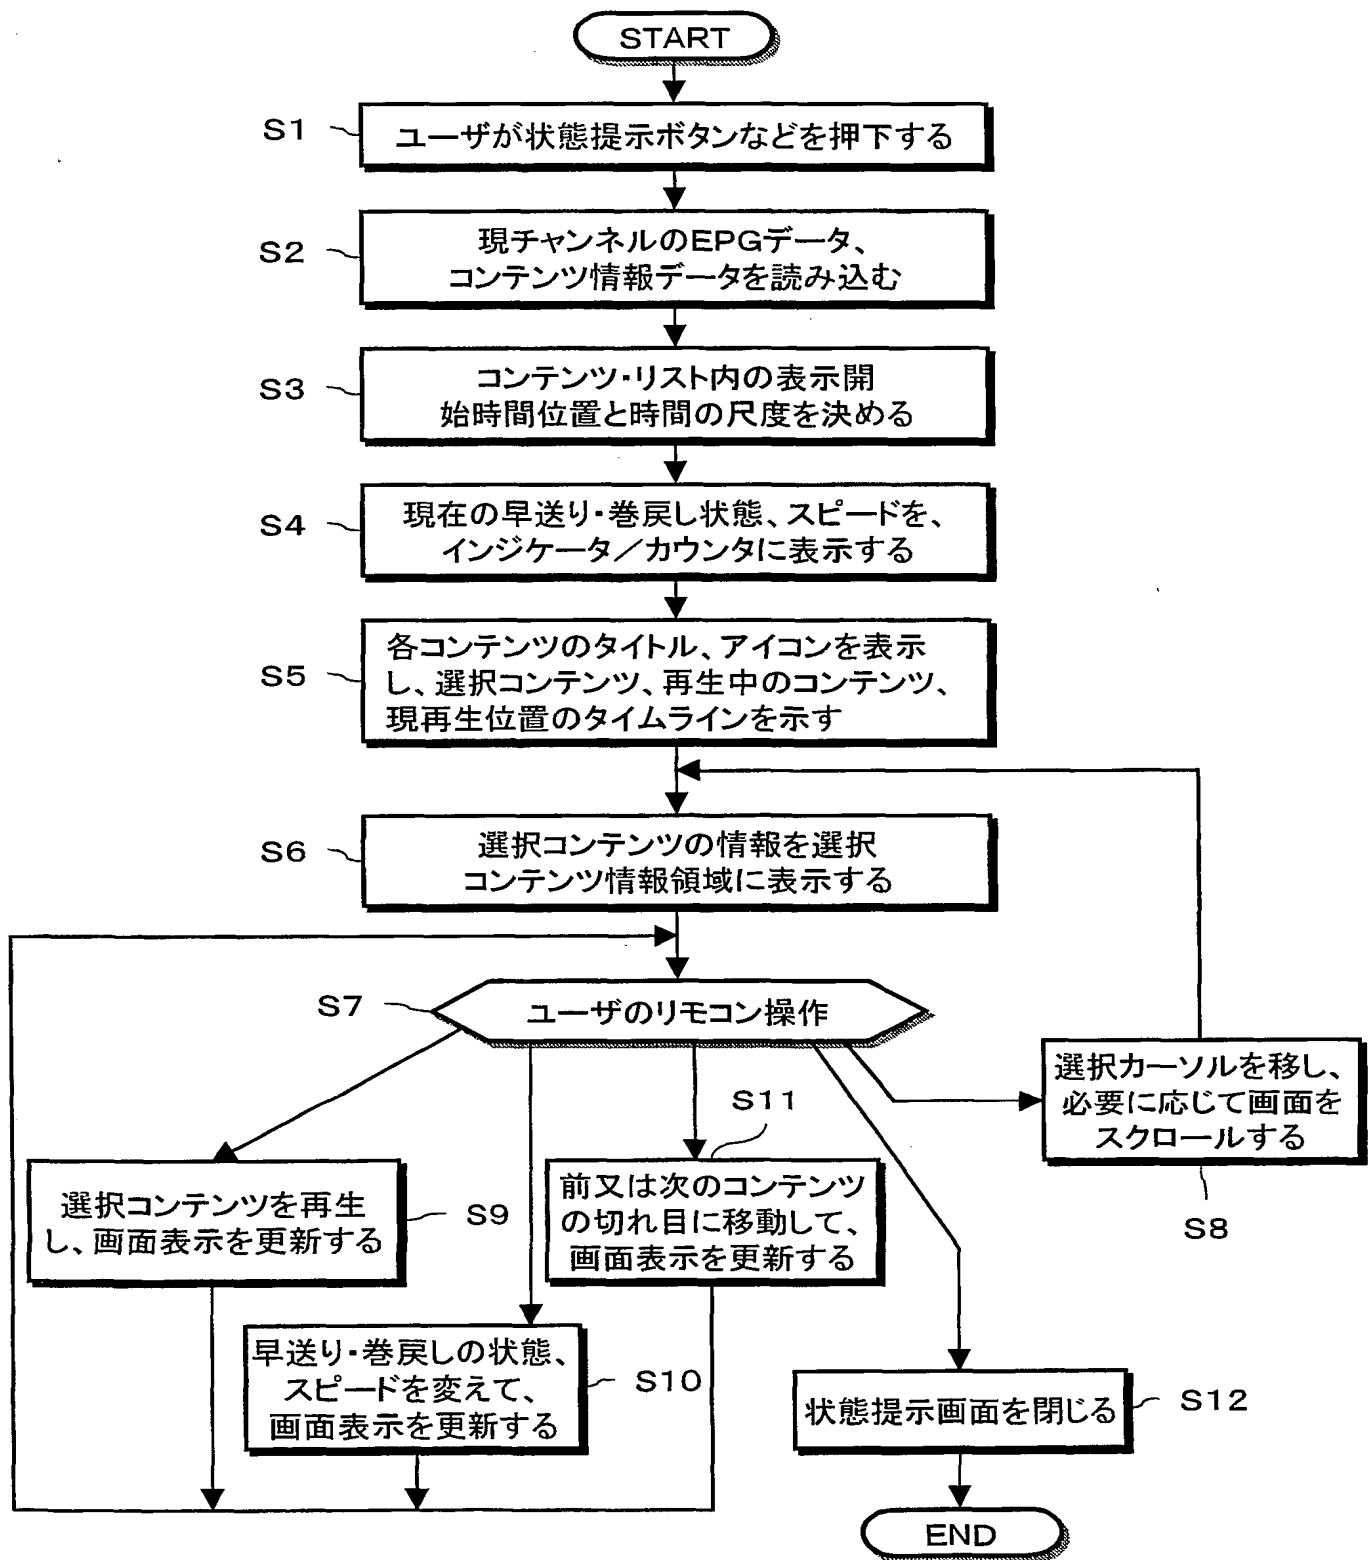 START
S1
ユーザが状態提示ボタンなどを押下する
S2
現チャンネルのEPGデータ、
コンテンツ情報データを読み込む
S3
コンテンツ・リスト内の表示開
始時間位置と時間の尺度を決める
S4
現在の早送り・巻戻し状態、スピードを、
インジケータ／カウンタに表示する
S5
各コンテンツのタイトル、アイコンを表示
し、選択コンテンツ、再生中のコンテンツ、
現再生位置のタイムラインを示す
S6
選択コンテンツの情報を選択
コンテンツ情報領域に表示する
S7
ユーザのリモコン操作
選択カーソルを移し、
必要に応じて画面を
スクロールする
S8
S11
選択コンテンツを再生
し、画面表示を更新する
S9
前又は次のコンテンツ
の切れ目に移動して、
画面表示を更新する
早送り・巻戻しの状態、
スピードを変えて、
画面表示を更新する
S10
状態提示画面を閉じる
S12
END